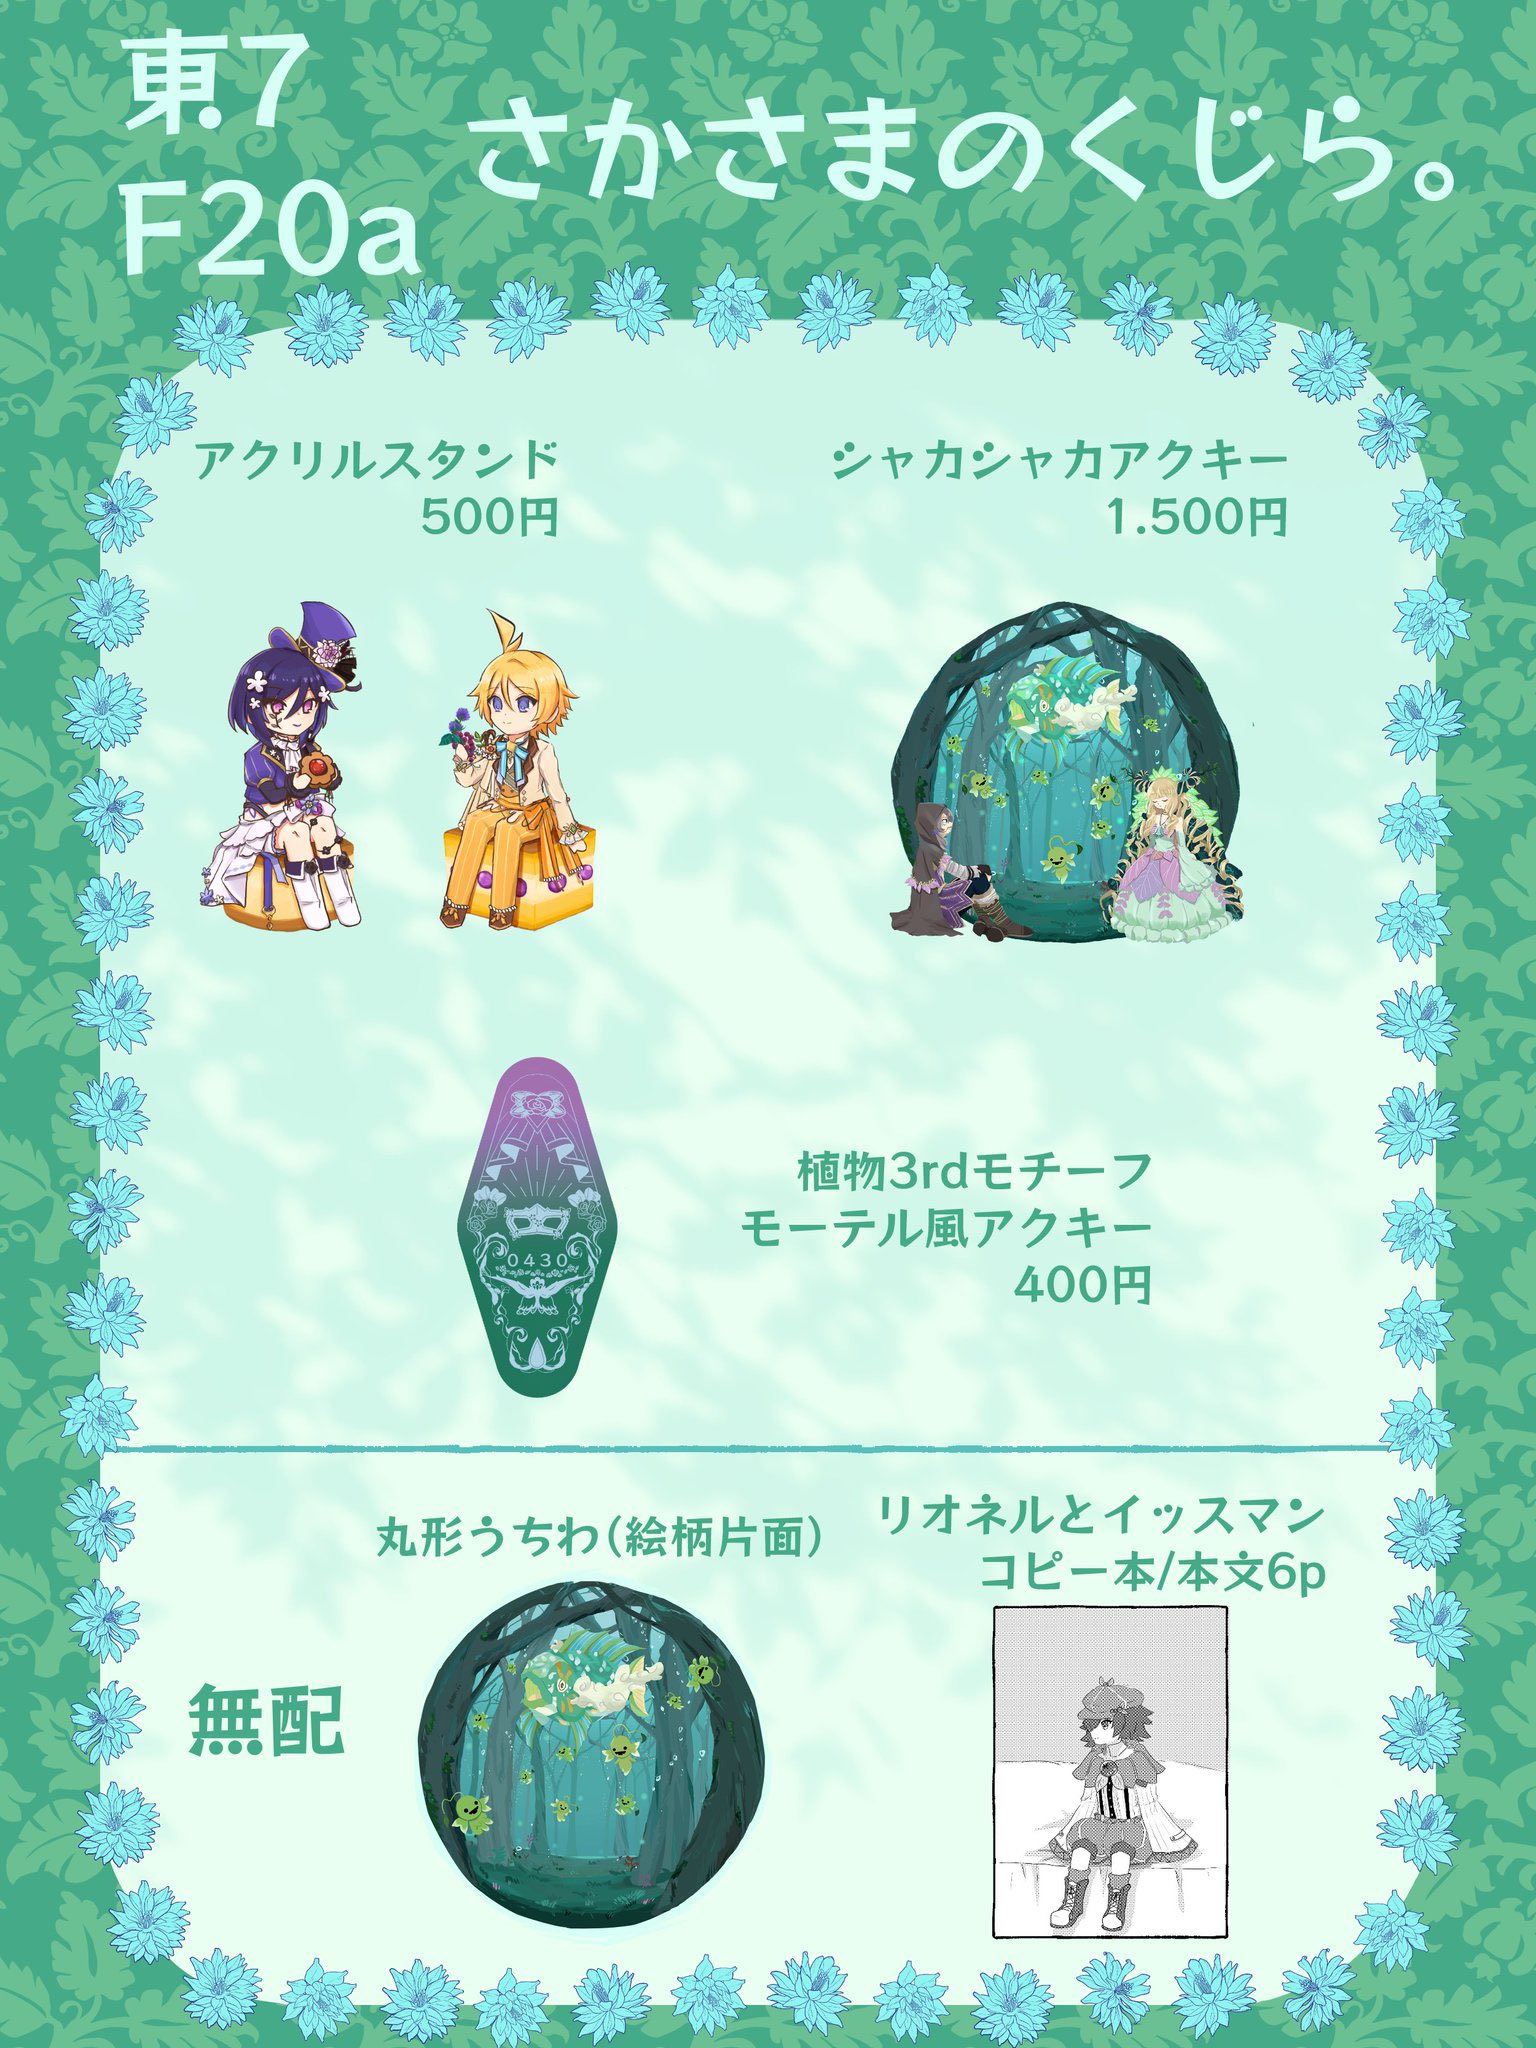 東7
F20a
さかさまのくじら。
アクリルスタンド
500円
シャカシャカアクキー
1.500円
0430
植物3rdモチーフ
モーテル風アクキー
400円
丸形うちわ(絵柄片面)
リオネルとイッスマン
コピー本/本文6p
無配